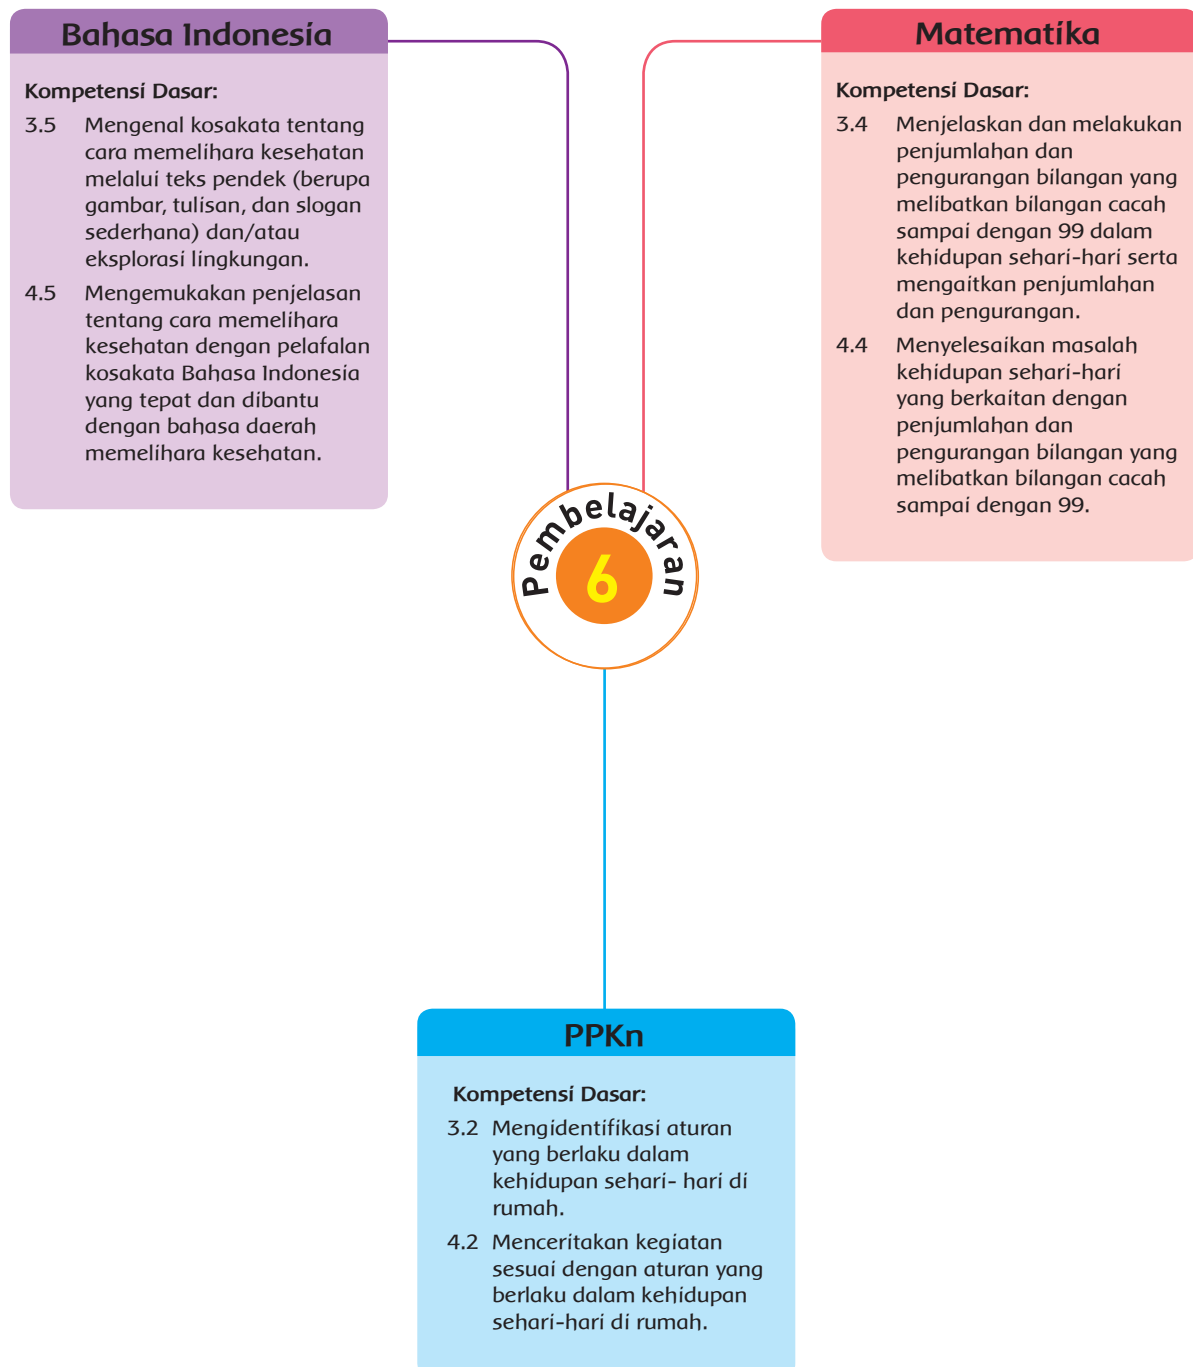 Bahasa Indonesia
Kompetensi Dasar:
3.5 Mengenal kosakata tentang
cara memelihara kesehatan
melalui teks pendek (berupa
gambar, tulisan, dan slogan
sederhana) dan/atau
eksplorasi lingkungan.
4.5 Mengemukakan penjelasan
tentang cara memelihara
kesehatan dengan pelafalan
kosakata Bahasa Indonesia
yang tepat dan dibantu
dengan bahasa daerah
memelihara kesehatan.
Matematika
Kompetensi Dasar:
3.4 Menjelaskan dan melakukan
penjumlahan dan
pengurangan bilangan yang
melibatkan bilangan cacah
sampai dengan 99 dalam
kehidupan sehari-hari serta
mengaitkan penjumlahan
dan pengurangan.
4.4 Menyelesaikan masalah
kehidupan sehari-hari
yang berkaitan dengan
penjumlahan dan
pengurangan bilangan yang
melibatkan bilangan cacah
sampai dengan 99.
Pembelajaran
6
PPKn
Kompetensi Dasar:
3.2 Mengidentifikasi aturan
yang berlaku dalam
kehidupan sehari- hari di
rumah.
4.2 Menceritakan kegiatan
sesuai dengan aturan yang
berlaku dalam kehidupan
sehari-hari di rumah.